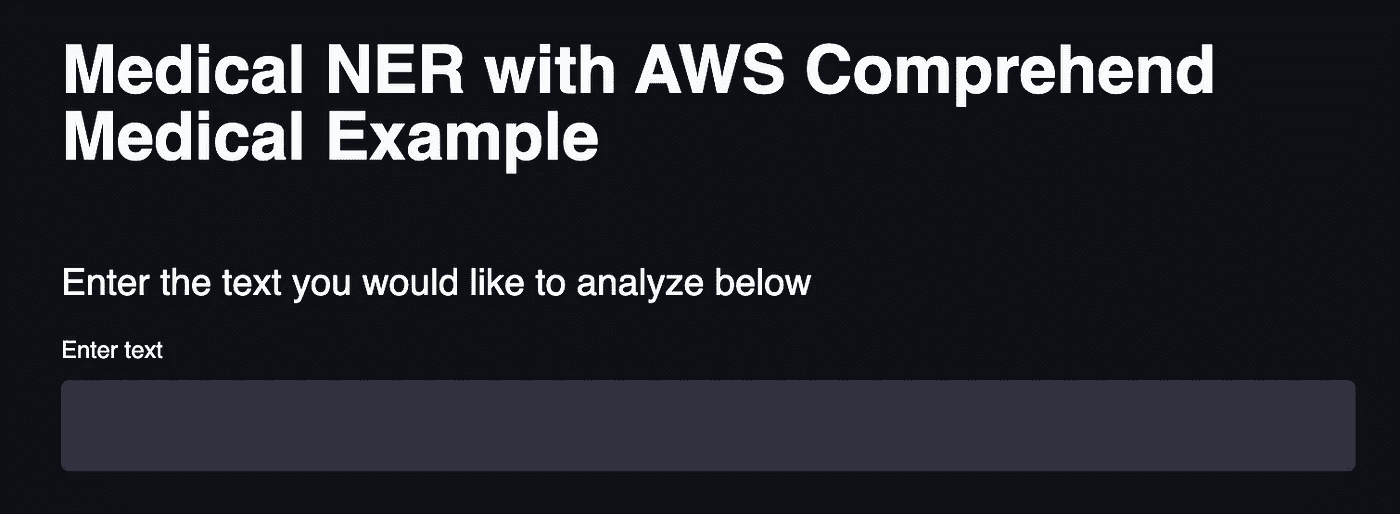 Medical NER with AWS Comprehend
Medical Example
Enter the text you would like to analyze below
Enter text